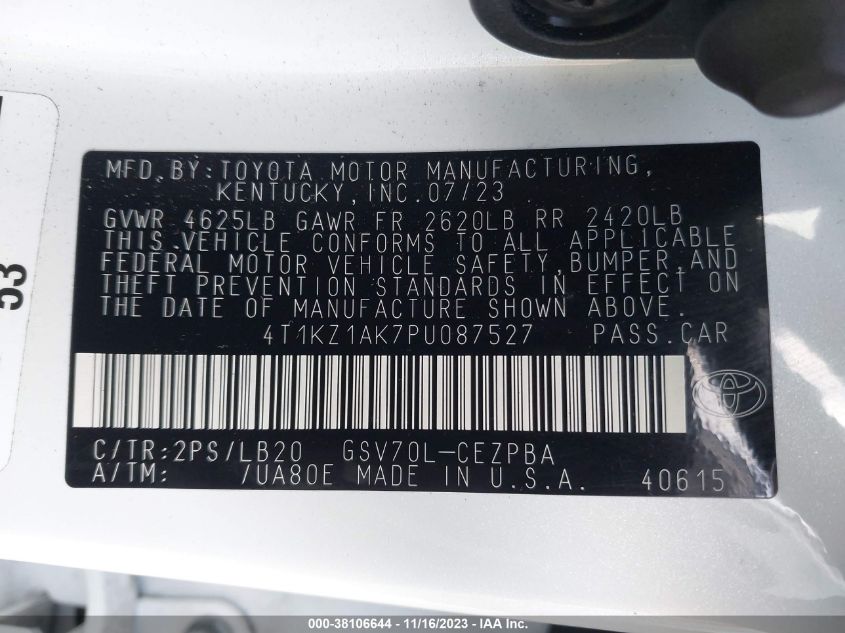 MFD. BY: TOYOTA MOTOR MANUFACTURING,
KENTUCKY, INC. 07/23
GVWR 4625LB GAWR FR 2620LB RR 2420LB
THIS VEHICLE CONFORMS TO ALL APPLICABLE
FEDERAL MOTOR VEHICLE SAFETY, BUMPER, AND
THEFT PREVENTION STANDARDS IN EFFECT ON
THE DATE OF MANUFACTURE SHOWN ABOVE.
4T1KZ1AK7PU087527 PASS. CAR
C/TR: 2PS/LB20 GSV70L-CEZPBA
A/TM: /UA80E MADE IN U.S.A. 40615
53
000-38106644 - 11/16/2023 - IAA Inc.